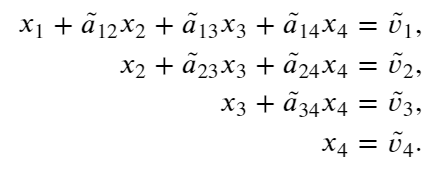 x₁ + ã₁₂x₂ + ã₁₃x₃ + ã₁₄x₄ = ṽ₁,
x₂ + ã₂₃x₃ + ã₂₄x₄ = ṽ₂,
x₃ + ã₃₄x₄ = ṽ₃,
x₄ = ṽ₄.